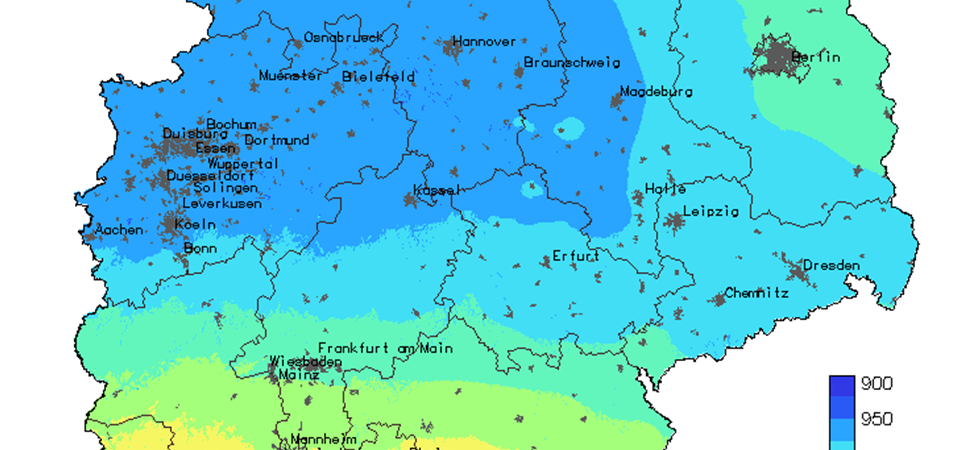 Osnabrueck
Hannover
Berlin
Braunschweig
Muenster
Bielefeld
Magdeburg
Bochum
Duisburg
Dortmund
Essen
Wuppertal
Duesseldorf
Solingen
Kassel
Halle
Leverkusen
Leipzig
Koeln
Aachen
Bonn
Erfurt
Dresden
Chemnitz
Frankfurt am Main
Wiesbaden
Mainz
900
950
Mannheim